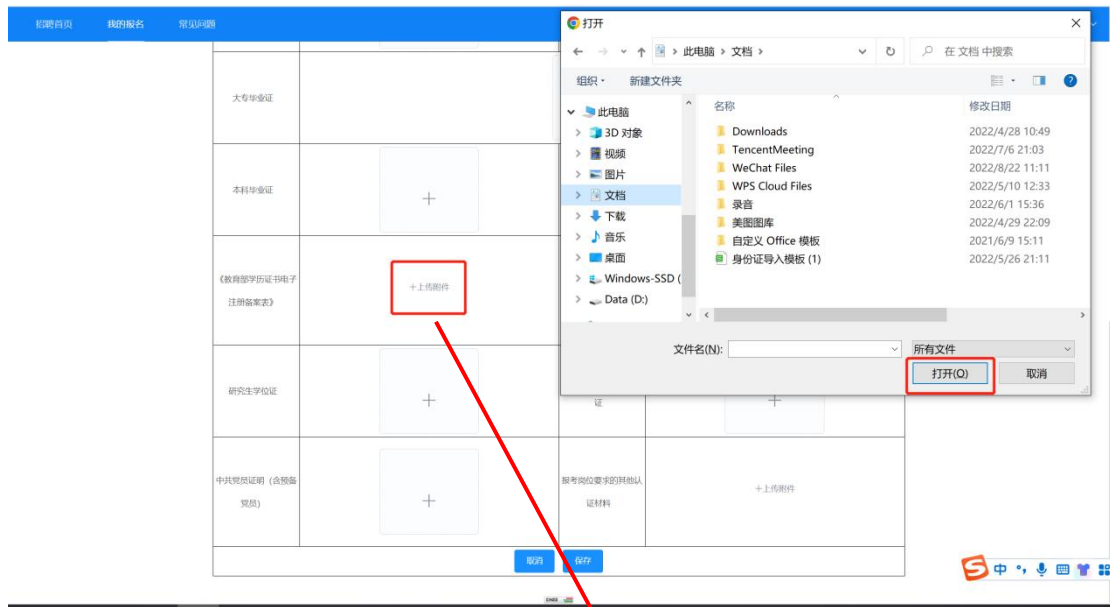 招聘首页 我的报名 常见问题
大专毕业证
本科毕业证
《教育部学历证书电子
注册备案表》
+上传附件
研究生学位证
证
中共党员证明（含预备
党员）
报考岗位要求的其他认
证材料
+上传附件
取消 保存
打开
此电脑 > 文档 >
在 文档 中搜索
组织 新建文件夹
此电脑
3D 对象
视频
图片
文档
下载
音乐
桌面
Windows-SSD (
Data (D:)
名称 修改日期
Downloads 2022/4/28 10:49
TencentMeeting 2022/7/6 21:03
WeChat Files 2022/8/22 11:11
WPS Cloud Files 2022/5/10 12:33
录音 2022/6/1 15:36
美图图库 2022/4/29 22:09
自定义 Office 模板 2021/6/9 15:11
身份证导入模板 (1) 2022/5/26 21:11
文件名(N): 所有文件
打开(O) 取消
中